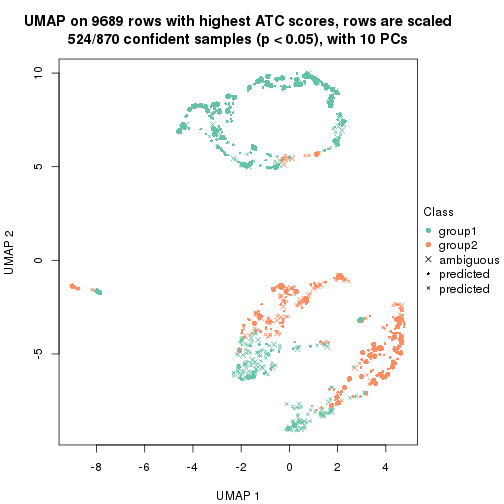 UMAP on 9689 rows with highest ATC scores, rows are scaled
524/870 confident samples (p < 0.05), with 10 PCs
10
5
0
-5
UMAP 2
-8
-6
-4
-2
0
2
4
UMAP 1
Class
group1
group2
ambiguous
predicted
predicted